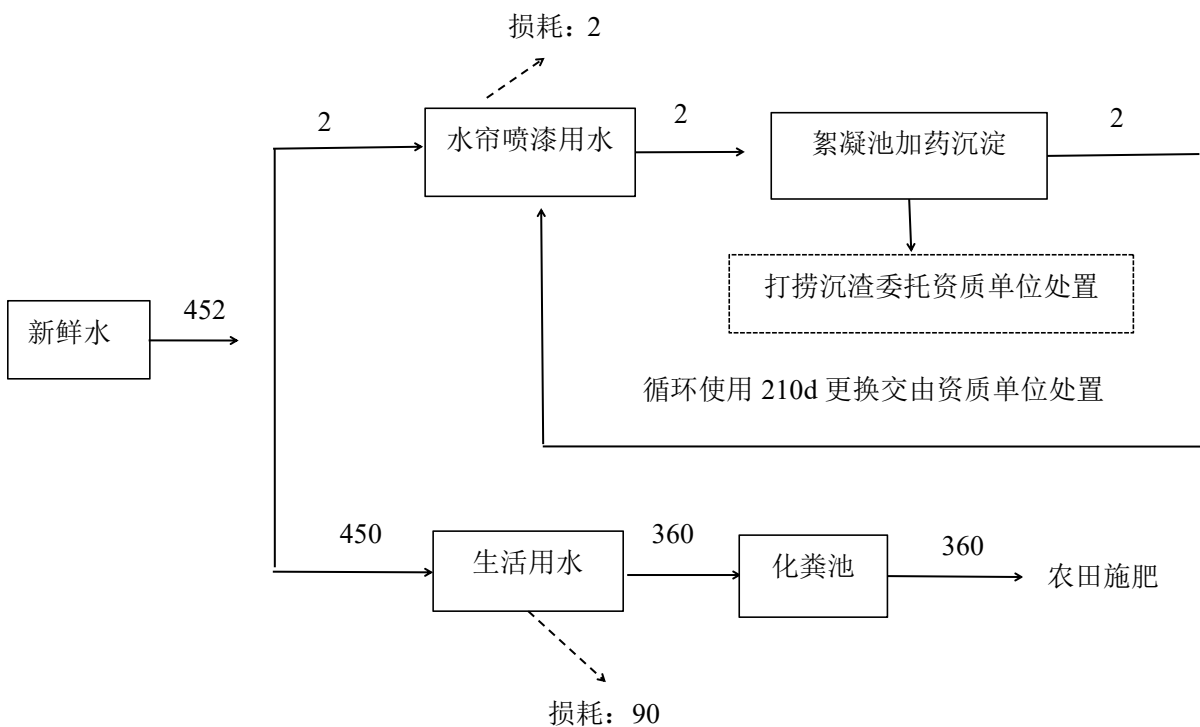 损耗：2
2
水帘喷漆用水
2
絮凝池加药沉淀
2
打捞沉渣委托资质单位处置
新鲜水
452
循环使用 210d 更换交由资质单位处置
450
生活用水
360
化粪池
360
农田施肥
损耗：90